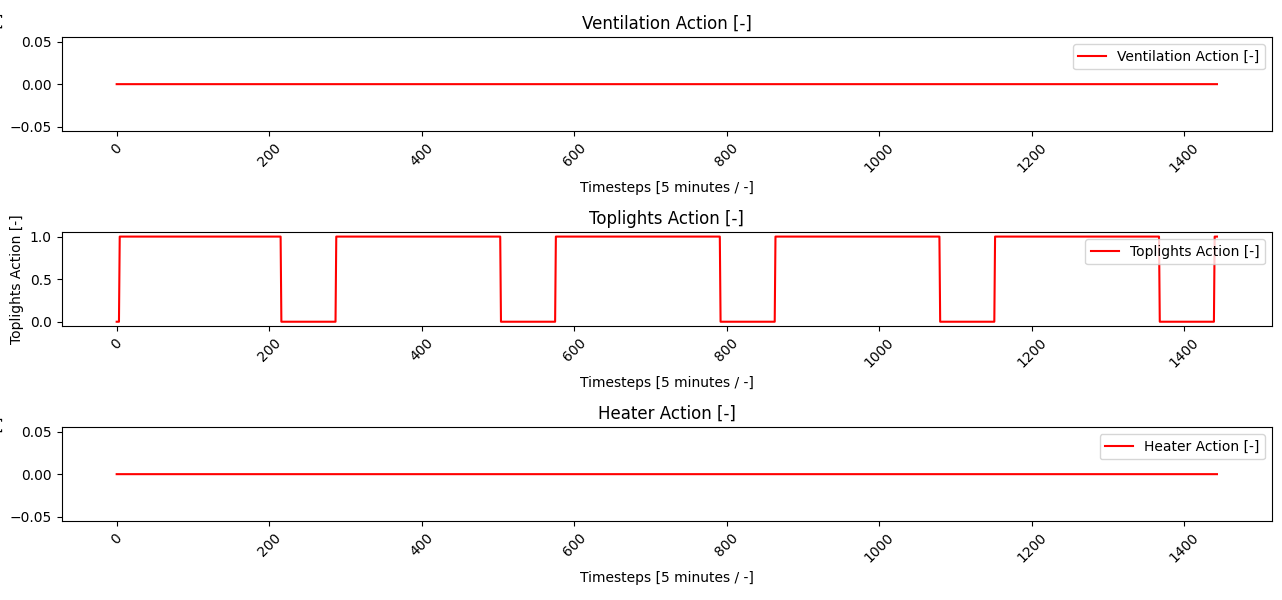 Ventilation Action [-]
0.05
0.00
−0.05
Ventilation Action [-]
0 200 400 600 800 1000 1200 1400
Timesteps [5 minutes / -]
Toplights Action [-]
Toplights Action [-]
1.0
0.5
0.0
Toplights Action [-]
0 200 400 600 800 1000 1200 1400
Timesteps [5 minutes / -]
Heater Action [-]
0.05
0.00
−0.05
Heater Action [-]
0 200 400 600 800 1000 1200 1400
Timesteps [5 minutes / -]